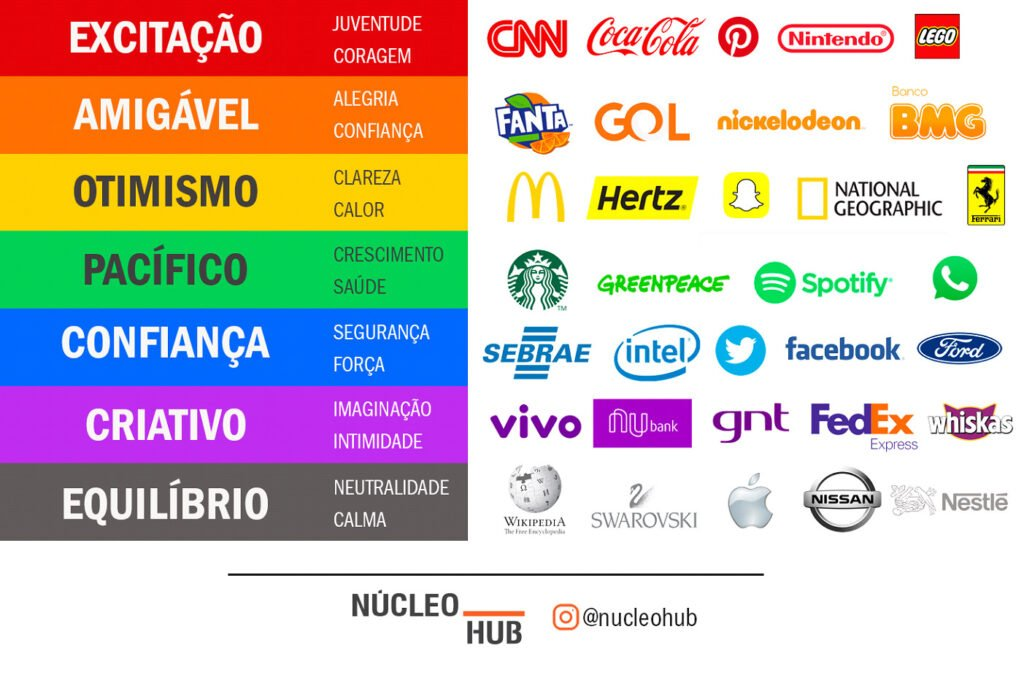 EXCITAÇÃO
JUVENTUDE
CORAGEM
CNN Coca-Cola Nintendo LEGO
AMIGÁVEL
ALEGRIA
CONFIANÇA
FANTA GOL nickelodeon Banco BMG
OTIMISMO
CLAREZA
CALOR
Hertz NATIONAL GEOGRAPHIC Ferrari
PACÍFICO
CRESCIMENTO
SAÚDE
TM GREENPEACE Spotify
CONFIANÇA
SEGURANÇA
FORÇA
SEBRAE intel facebook Ford
CRIATIVO
IMAGINAÇÃO
INTIMIDADE
vivo nubank gnt FedEx Express whiskas
EQUILÍBRIO
NEUTRALIDADE
CALMA
WIKIPEDIA
The Free Encyclopedia
SWAROVSKI NISSAN Nestlé
NÚCLEO
HUB
@nucleohub